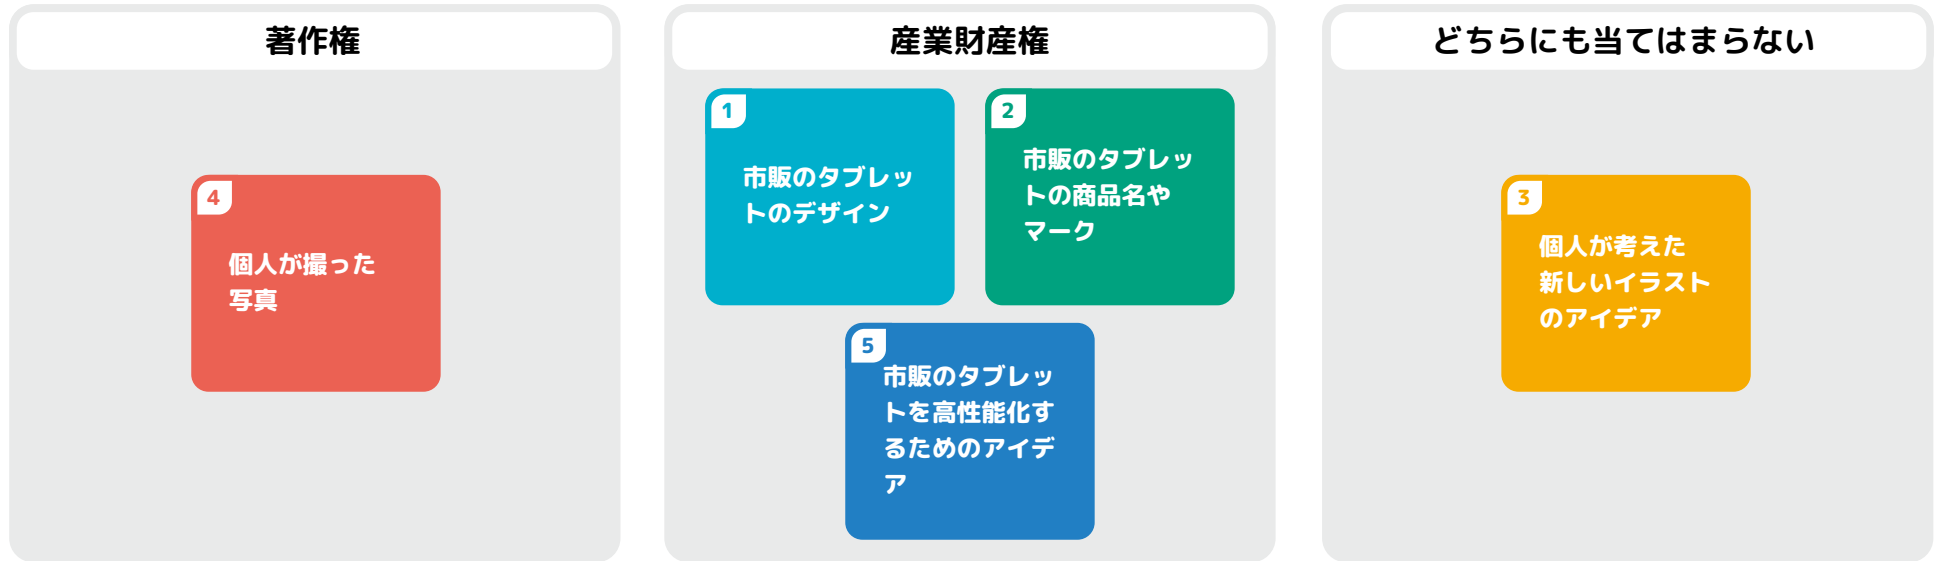 著作権
4
個人が撮った
写真
産業財産権
1
市販のタブレッ
トのデザイン
2
市販のタブレッ
トの商品名や
マーク
5
市販のタブレッ
トを高性能化す
るためのアイデ
ア
どちらにも当てはまらない
3
個人が考えた
新しいイラスト
のアイデア